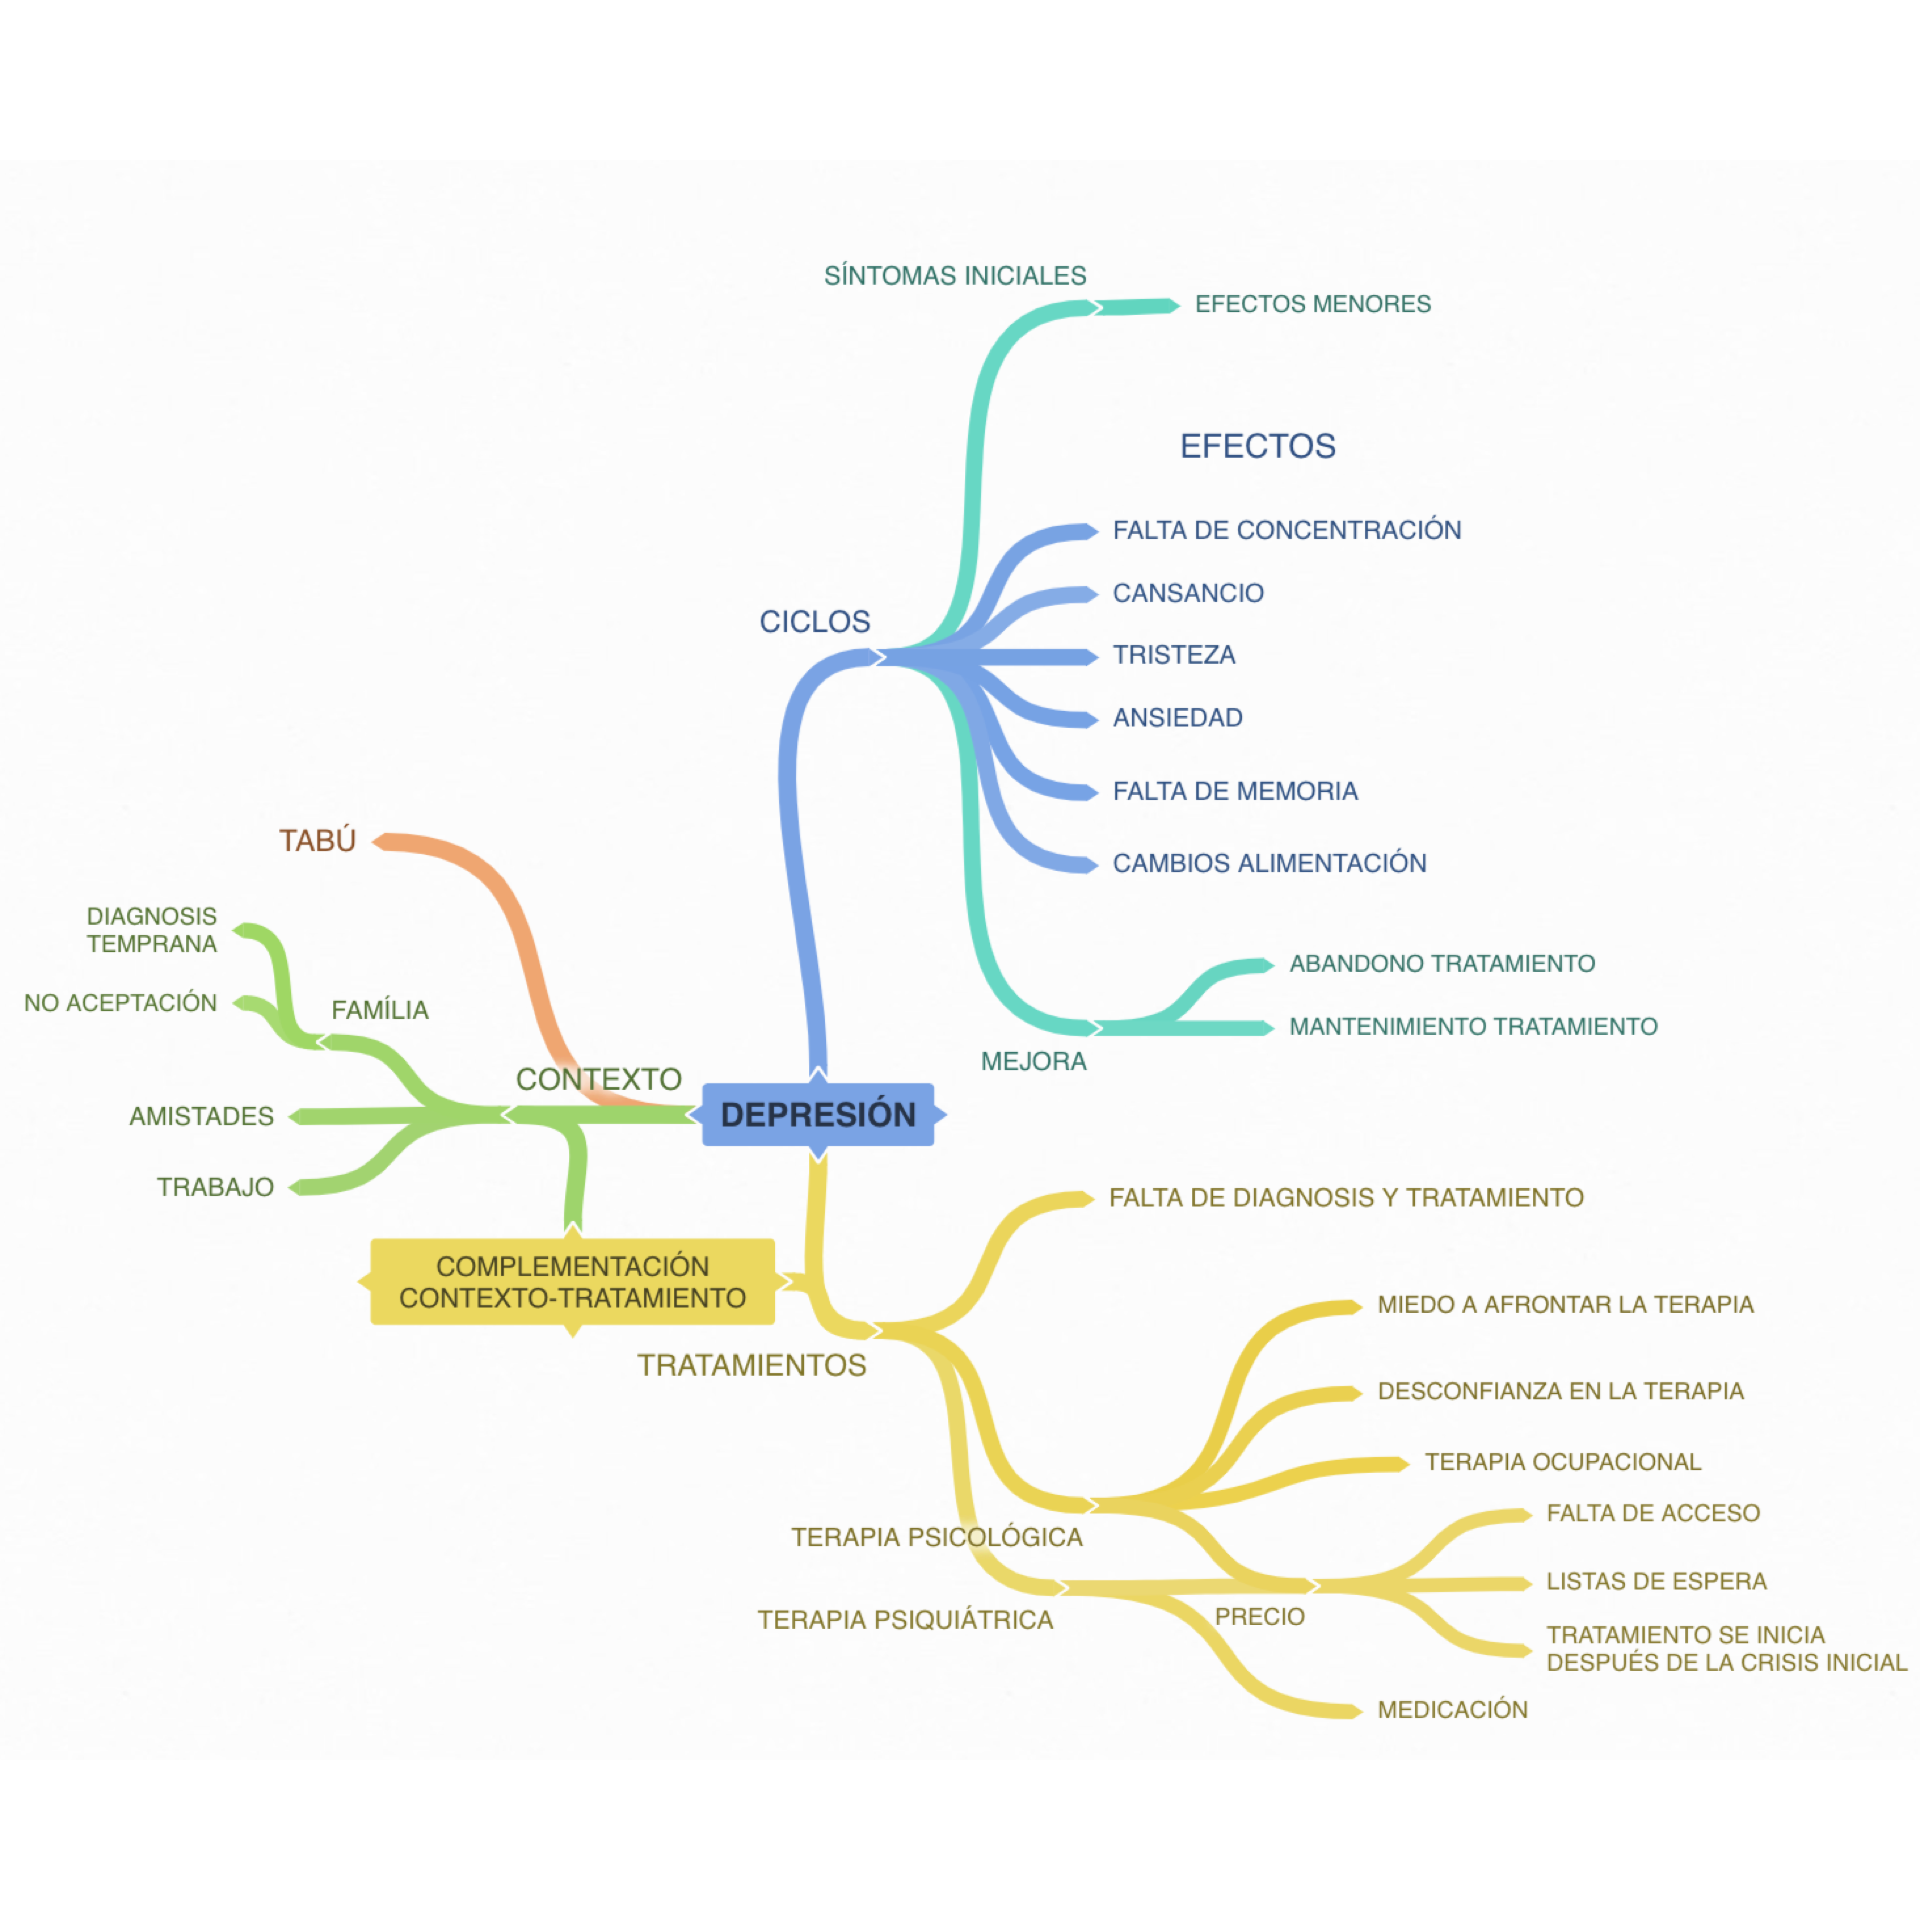 SÍNTOMAS INICIALES
EFECTOS MENORES
EFECTOS
FALTA DE CONCENTRACIÓN
CANSANCIO
CICLOS
TRISTEZA
ANSIEDAD
FALTA DE MEMORIA
CAMBIOS ALIMENTACIÓN
ABANDONO TRATAMIENTO
MANTENIMIENTO TRATAMIENTO
MEJORA
TABÚ
DIAGNOSIS
TEMPRANA
NO ACEPTACIÓN
FAMÍLIA
CONTEXTO
AMISTADES
TRABAJO
DEPRESIÓN
COMPLEMENTACIÓN
CONTEXTO-TRATAMIENTO
TRATAMIENTOS
FALTA DE DIAGNOSIS Y TRATAMIENTO
MIEDO A AFRONTAR LA TERAPIA
DESCONFIANZA EN LA TERAPIA
TERAPIA OCUPACIONAL
TERAPIA PSICOLÓGICA
FALTA DE ACCESO
LISTAS DE ESPERA
TERAPIA PSIQUIÁTRICA
PRECIO
TRATAMIENTO SE INICIA
DESPUÉS DE LA CRISIS INICIAL
MEDICACIÓN